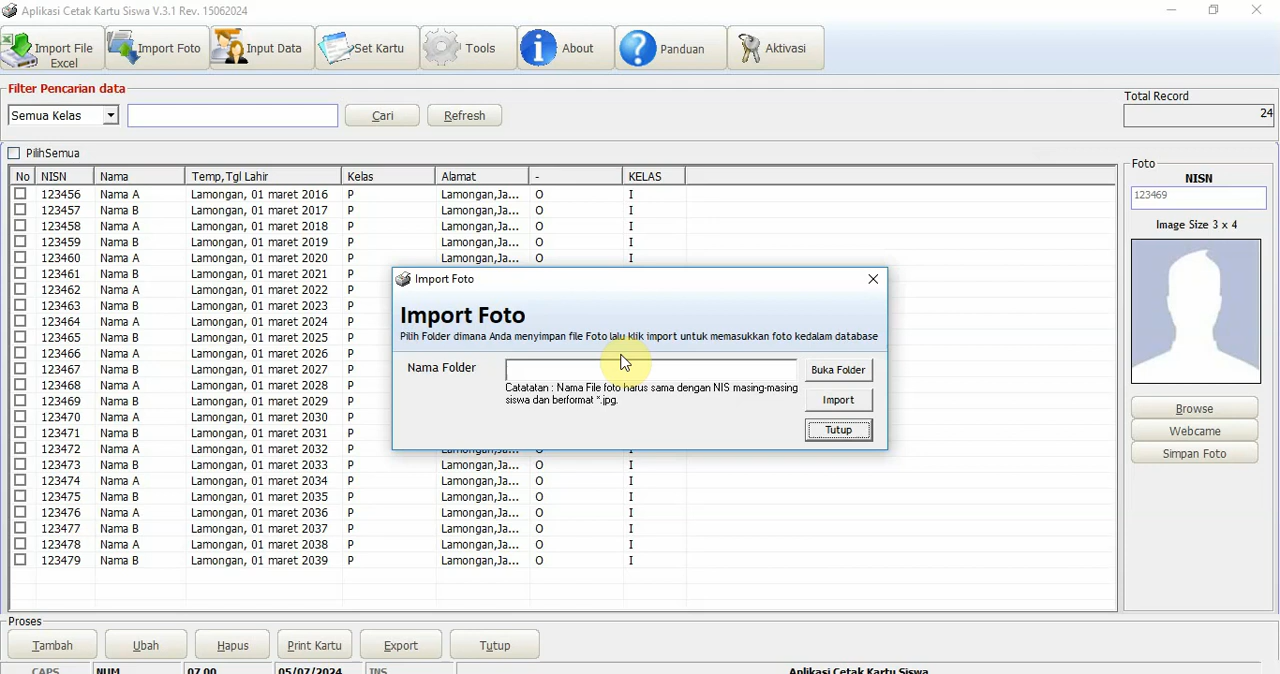 Aplikasi Cetak Kartu Siswa V.3.1 Rev. 15062024
Import File Excel
Import Foto
Input Data
Set Kartu
Tools
About
Panduan
Aktivasi
Filter Pencarian data
Semua Kelas
Cari
Refresh
Total Record
24
PilihSemua
No NISN Nama Temp,Tgl Lahir Kelas Alamat - KELAS
123456 Nama A Lamongan, 01 maret 2016 P Lamongan,Ja... O I
123457 Nama B Lamongan, 01 maret 2017 P Lamongan,Ja... O I
123458 Nama A Lamongan, 01 maret 2018 P Lamongan,Ja... O I
123459 Nama B Lamongan, 01 maret 2019 P Lamongan,Ja... O I
123460 Nama A Lamongan, 01 maret 2020 P Lamongan,Ja... O I
123461 Nama B Lamongan, 01 maret 2021 P
123462 Nama A Lamongan, 01 maret 2022 P
123463 Nama B Lamongan, 01 maret 2023 P
123464 Nama A Lamongan, 01 maret 2024 P
123465 Nama B Lamongan, 01 maret 2025 P
123466 Nama A Lamongan, 01 maret 2026 P
123467 Nama B Lamongan, 01 maret 2027 P
123468 Nama A Lamongan, 01 maret 2028 P
123469 Nama B Lamongan, 01 maret 2029 P
123470 Nama A Lamongan, 01 maret 2030 P
123471 Nama B Lamongan, 01 maret 2031 P
123472 Nama A Lamongan, 01 maret 2032 P
123473 Nama B Lamongan, 01 maret 2033 P Lamongan,Ja... O I
123474 Nama A Lamongan, 01 maret 2034 P Lamongan,Ja... O I
123475 Nama B Lamongan, 01 maret 2035 P Lamongan,Ja... O I
123476 Nama A Lamongan, 01 maret 2036 P Lamongan,Ja... O I
123477 Nama B Lamongan, 01 maret 2037 P Lamongan,Ja... O I
123478 Nama A Lamongan, 01 maret 2038 P Lamongan,Ja... O I
123479 Nama B Lamongan, 01 maret 2039 P Lamongan,Ja... O I
Import Foto
Import Foto
Pilih Folder dimana Anda menyimpan file Foto lalu klik import untuk memasukkan foto kedalam database
Nama Folder
Buka Folder
Catatatan : Nama File foto harus sama dengan NIS masing-masing
siswa dan berformat *.jpg.
Import
Tutup
Foto
NISN
123469
Image Size 3 x 4
Browse
Webcame
Simpan Foto
Proses
Tambah
Ubah
Hapus
Print Kartu
Export
Tutup
CAPS NUM 07.00 05/07/2024 INS Aplikasi Cetak Kartu Siswa